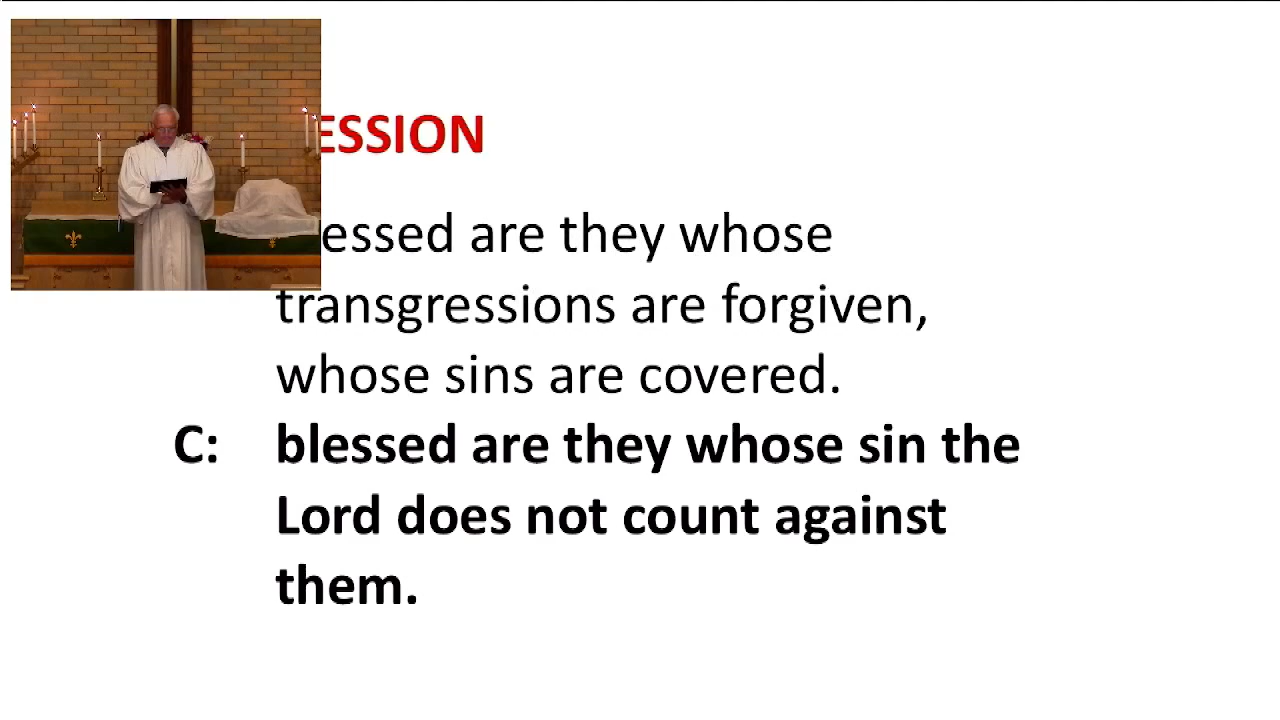 ESSION
lessed are they whose
transgressions are forgiven,
whose sins are covered.
C: blessed are they whose sin the
Lord does not count against
them.